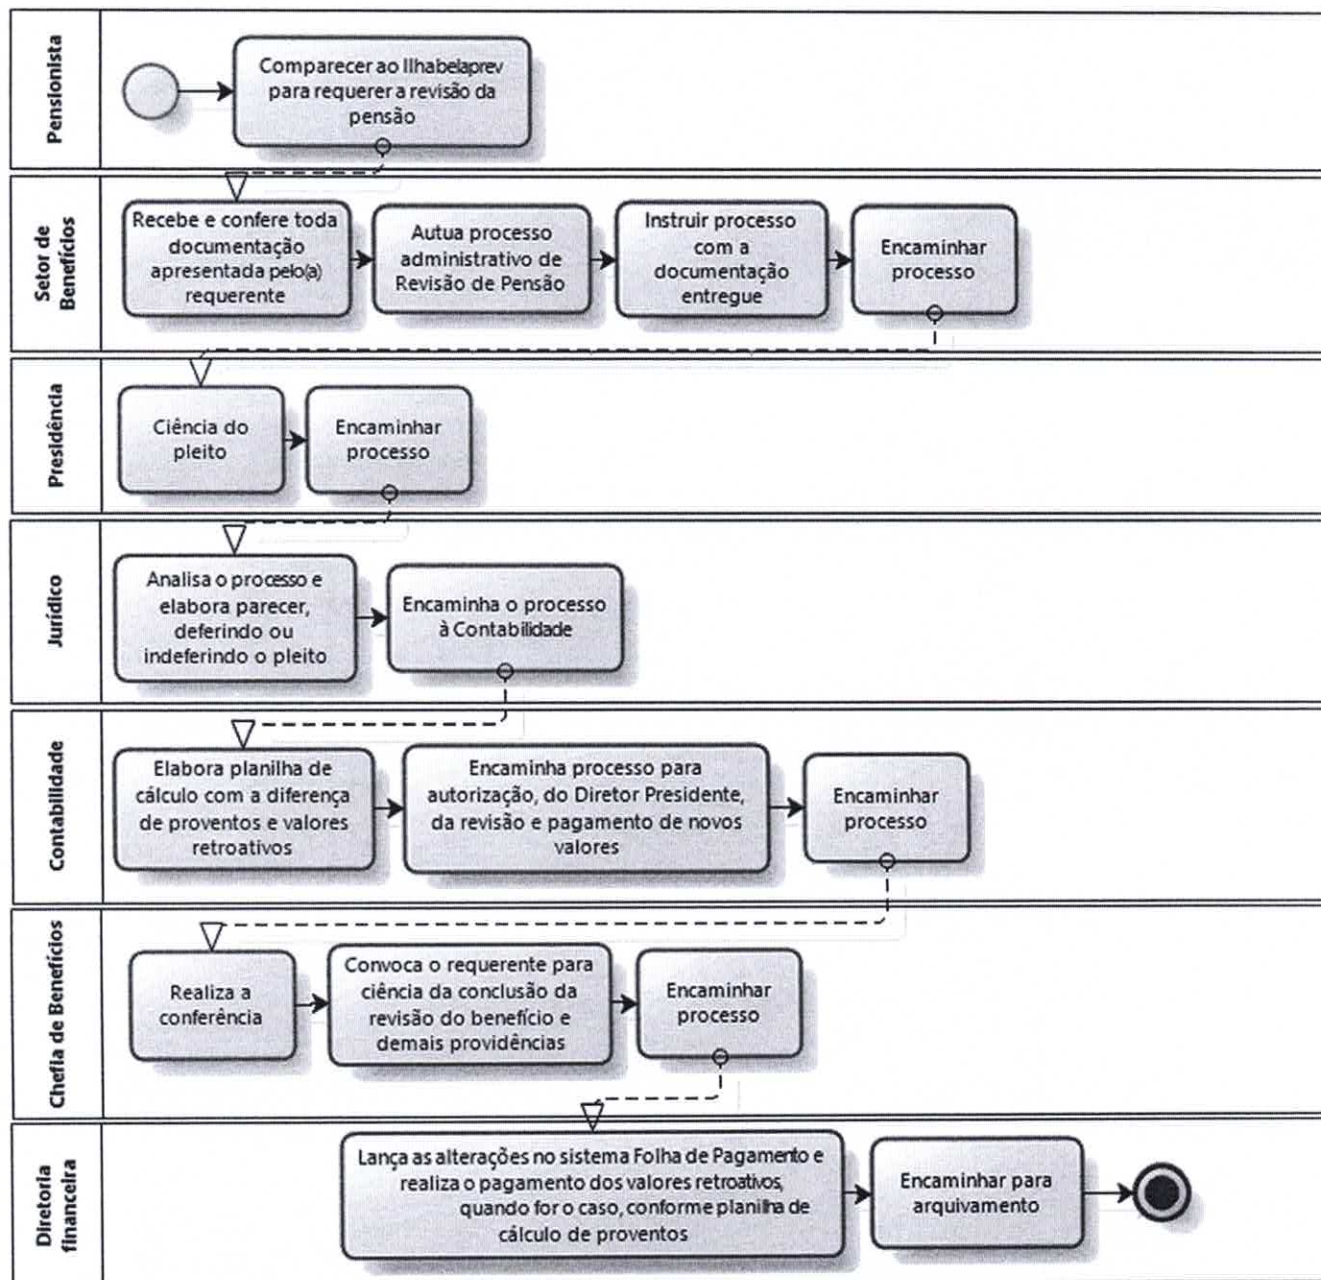 Pensionista
Comparecer ao Ilhabelaprev
para requerer a revisão da
pensão
Setor de
Benefícios
Recebe e confere toda
documentação
apresentada pelo(a)
requerente
Autua processo
administrativo de
Revisão de Pensão
Instruir processo
com a
documentação
entregue
Encaminhar
processo
Presidência
Ciência do
pleito
Encaminhar
processo
Jurídico
Analisa o processo e
elabora parecer,
deferindo ou
indeferindo o pleito
Encaminha o processo
à Contabilidade
Contabilidade
Elabora planilha de
cálculo com a diferença
de proventos e valores
retroativos
Encaminha processo para
autorização, do Diretor Presidente,
da revisão e pagamento de novos
valores
Encaminhar
processo
Chefia de Benefícios
Realiza a
conferência
Convoca o requerente para
ciência da conclusão da
revisão do benefício e
demais providências
Encaminhar
processo
Diretoria
financeira
Lança as alterações no sistema Folha de Pagamento e
realiza o pagamento dos valores retroativos,
quando for o caso, conforme planilha de
cálculo de proventos
Encaminhar para
arquivamento